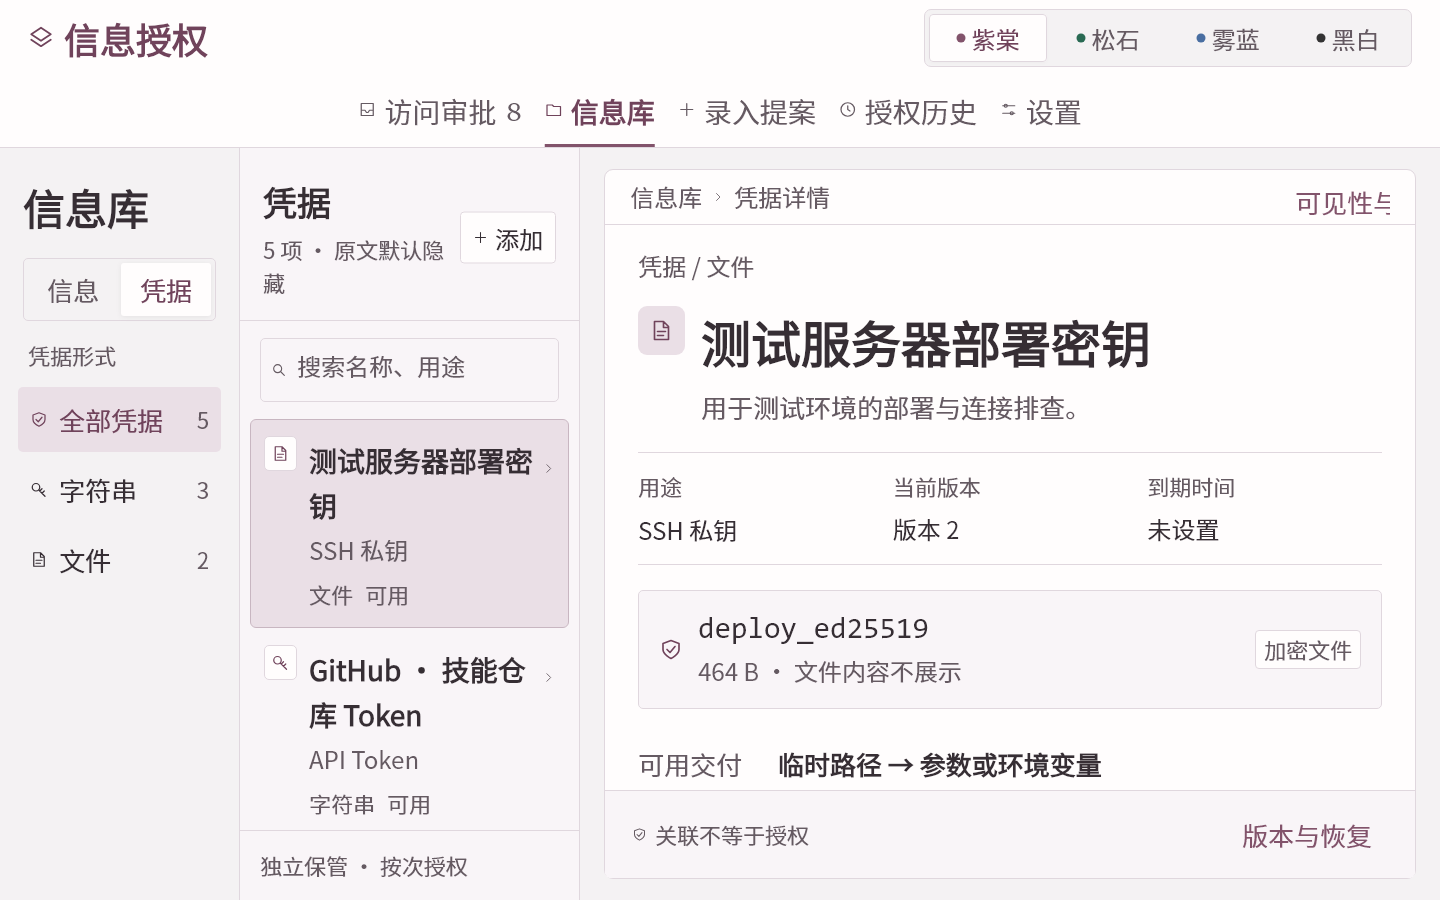 信息授权
紫棠
松石
雾蓝
黑白
访问审批 8
信息库
录入提案
授权历史
设置
信息库
信息
凭据
凭据形式
全部凭据 5
字符串 3
文件 2
凭据
5 项 · 原文默认隐
藏
添加
搜索名称、用途
测试服务器部署密
钥
SSH 私钥
文件 可用
GitHub · 技能仓
库 Token
API Token
字符串 可用
独立保管 · 按次授权
信息库 › 凭据详情
可见性与
凭据 / 文件
测试服务器部署密钥
用于测试环境的部署与连接排查。
用途
SSH 私钥
当前版本
版本 2
到期时间
未设置
deploy_ed25519
464 B · 文件内容不展示
加密文件
可用交付 临时路径 → 参数或环境变量
关联不等于授权
版本与恢复